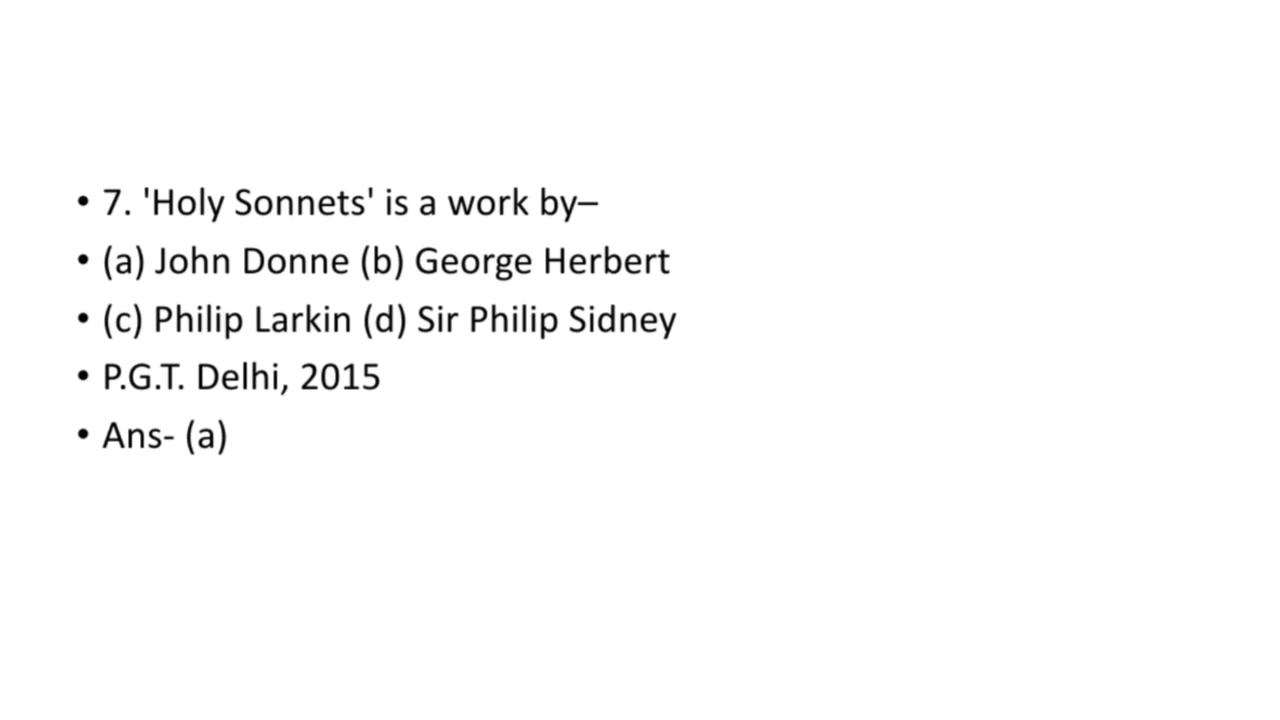 • 7. 'Holy Sonnets' is a work by–
• (a) John Donne (b) George Herbert
• (c) Philip Larkin (d) Sir Philip Sidney
• P.G.T. Delhi, 2015
• Ans- (a)